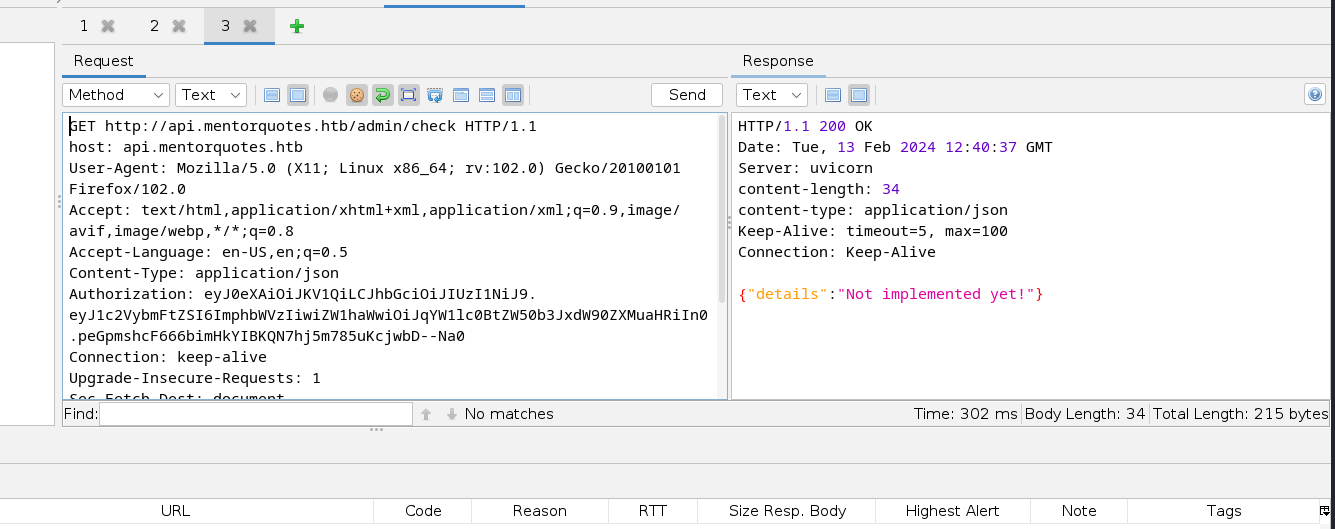 1 2 3
Request
Response
Method Text Send
Text
GET http://api.mentorquotes.htb/admin/check HTTP/1.1
host: api.mentorquotes.htb
User-Agent: Mozilla/5.0 (X11; Linux x86_64; rv:102.0) Gecko/20100101
Firefox/102.0
Accept: text/html,application/xhtml+xml,application/xml;q=0.9,image/
avif,image/webp,*/*;q=0.8
Accept-Language: en-US,en;q=0.5
Content-Type: application/json
Authorization: eyJ0eXAiOiJKV1QiLCJhbGciOiJIUzI1NiJ9.
eyJ1c2VybmFtZSI6ImphbWVzIiwiZW1haWwiOiJqYW1lc0BtZW50b3JxdW90ZXMuaHRiIn0
.peGpmshcF666bimHkYIBKQN7hj5m785uKcjwbD--Na0
Connection: keep-alive
Upgrade-Insecure-Requests: 1
Sec-Fetch-Dest: document
HTTP/1.1 200 OK
Date: Tue, 13 Feb 2024 12:40:37 GMT
Server: uvicorn
content-length: 34
content-type: application/json
Keep-Alive: timeout=5, max=100
Connection: Keep-Alive
{"details":"Not implemented yet!"}
Find: No matches
Time: 302 ms Body Length: 34 Total Length: 215 bytes
URL Code Reason RTT Size Resp. Body Highest Alert Note Tags